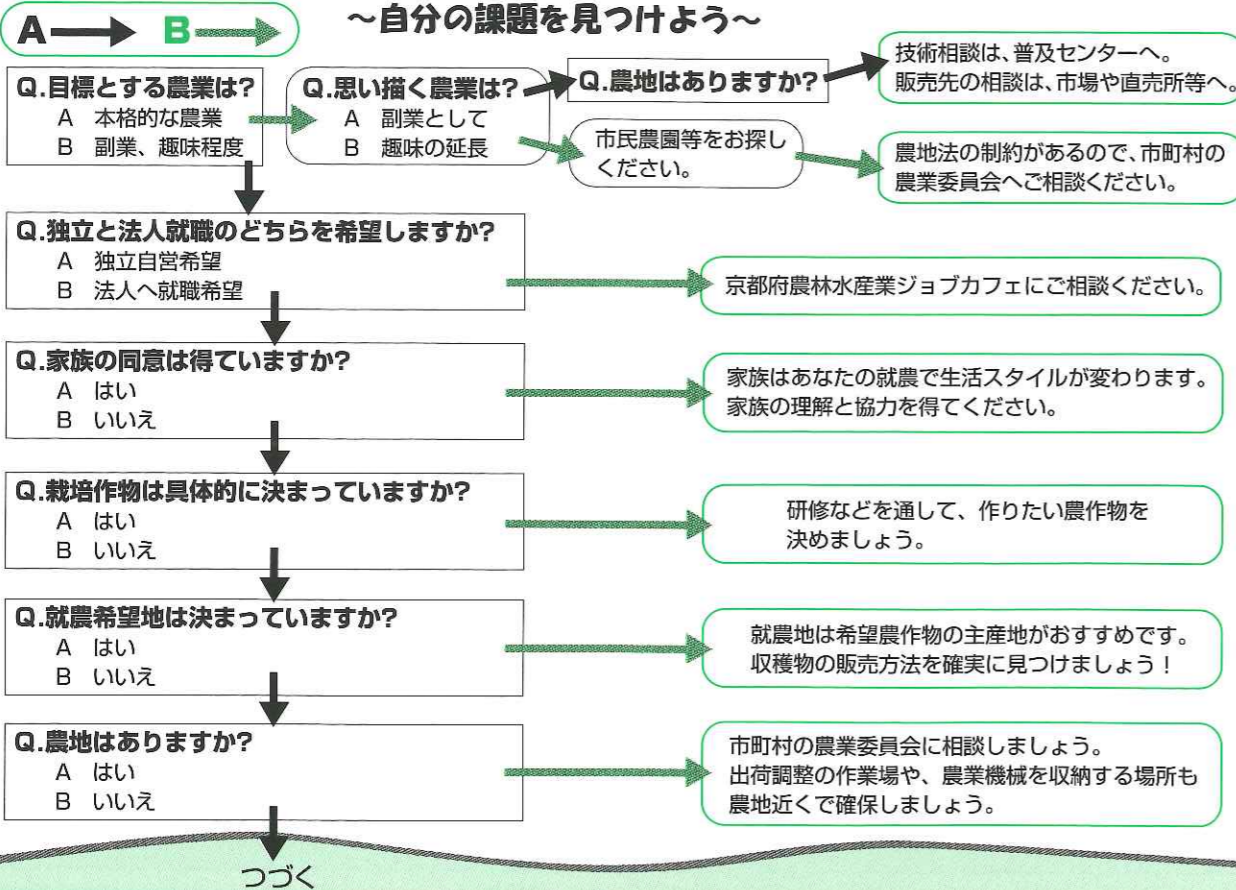 A B
～自分の課題を見つけよう～
Q.目標とする農業は?
A 本格的な農業
B 副業、趣味程度
Q.思い描く農業は?
A 副業として
B 趣味の延長
Q.農地はありますか?
技術相談は、普及センターへ。
販売先の相談は、市場や直売所等へ。
市民農園等をお探し
ください。
農地法の制約があるので、市町村の
農業委員会へご相談ください。
Q.独立と法人就職のどちらを希望しますか?
A 独立自営希望
B 法人へ就職希望
京都府農林水産業ジョブカフェにご相談ください。
Q.家族の同意は得ていますか?
A はい
B いいえ
家族はあなたの就農で生活スタイルが変わります。
家族の理解と協力を得てください。
Q.栽培作物は具体的に決まっていますか?
A はい
B いいえ
研修などを通して、作りたい農作物を
決めましょう。
Q.就農希望地は決まっていますか?
A はい
B いいえ
就農地は希望農作物の主産地がおすすめです。
収穫物の販売方法を確実に見つけましょう！
Q.農地はありますか?
A はい
B いいえ
市町村の農業委員会に相談しましょう。
出荷調整の作業場や、農業機械を収納する場所も
農地近くで確保しましょう。
つづく